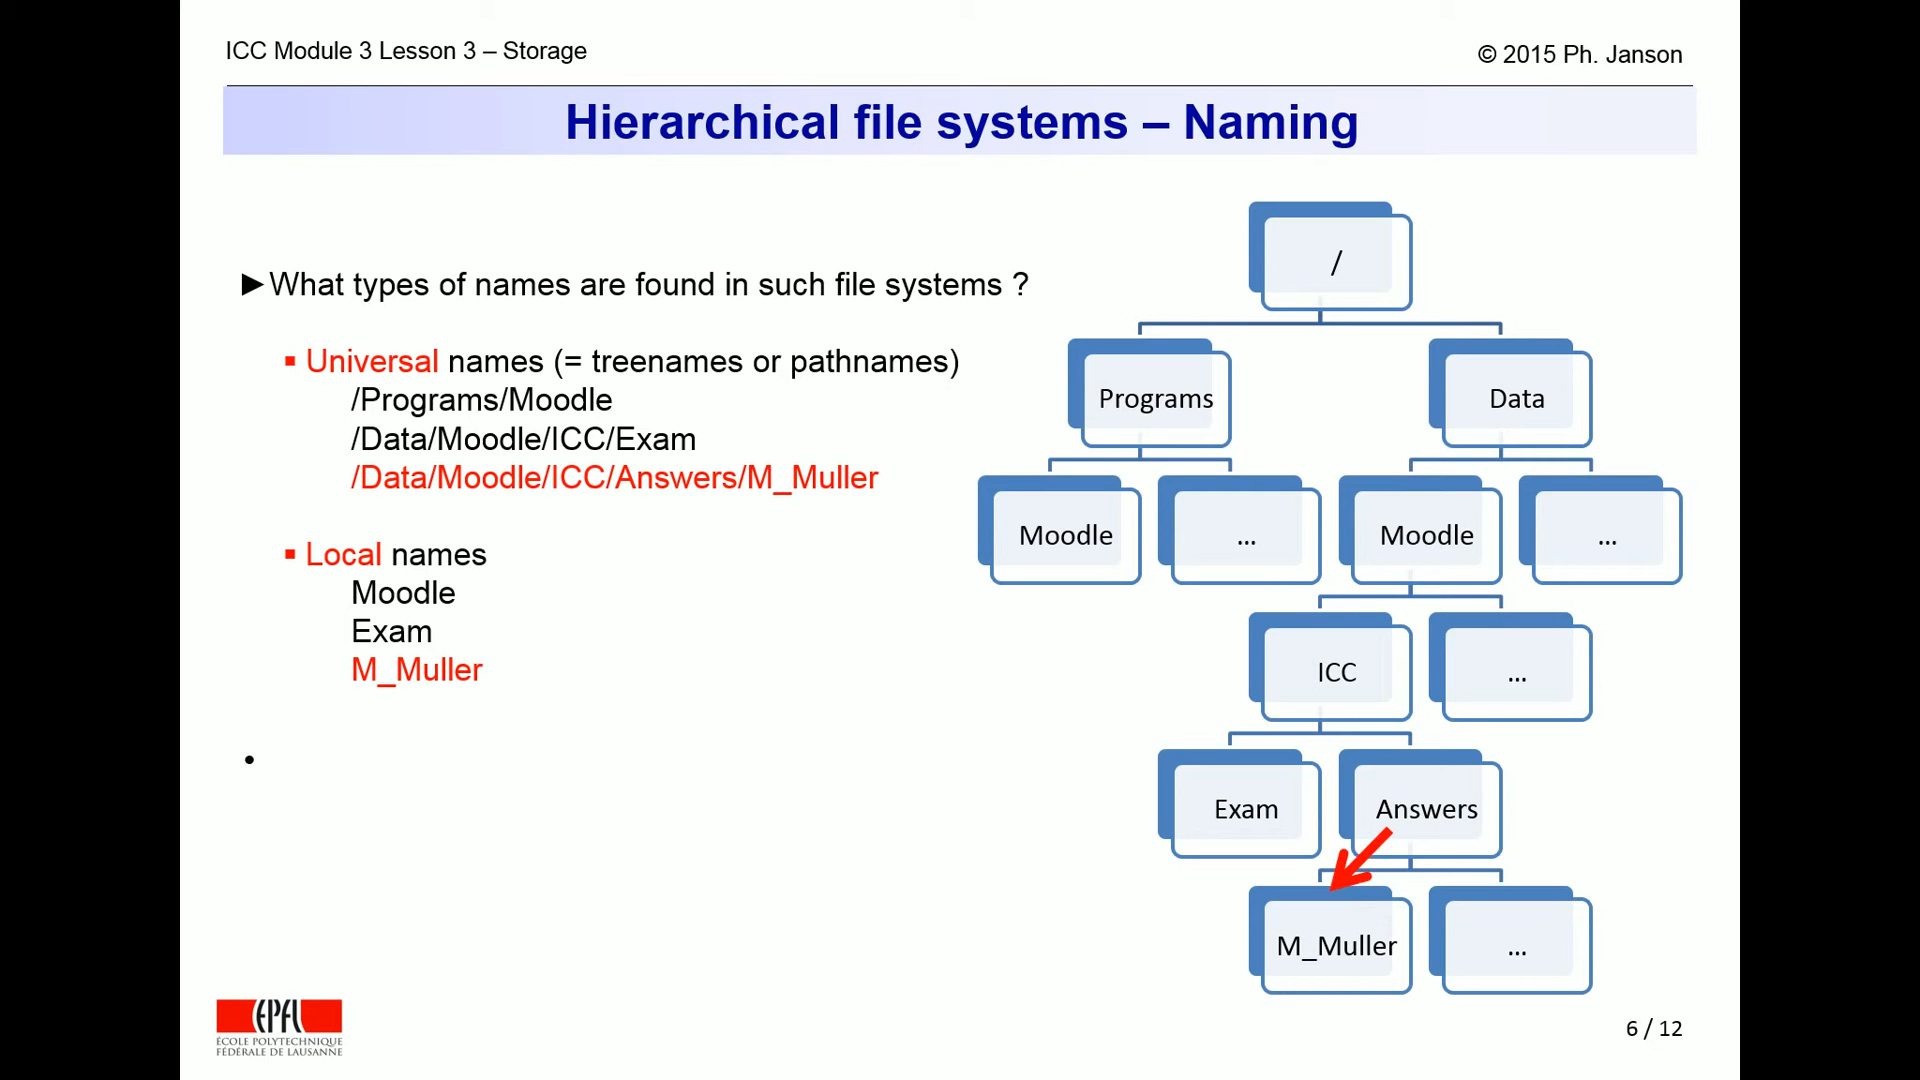 ICC Module 3 Lesson 3 – Storage
© 2015 Ph. Janson
Hierarchical file systems – Naming
►What types of names are found in such file systems ?
▪ Universal names (= treenames or pathnames)
/Programs/Moodle
/Data/Moodle/ICC/Exam
/Data/Moodle/ICC/Answers/M_Muller
▪ Local names
Moodle
Exam
M_Muller
•
/
Programs
Data
Moodle
...
Moodle
...
ICC
...
Exam
Answers
M_Muller
...
EPFL
ÉCOLE POLYTECHNIQUE
FÉDÉRALE DE LAUSANNE
6 / 12